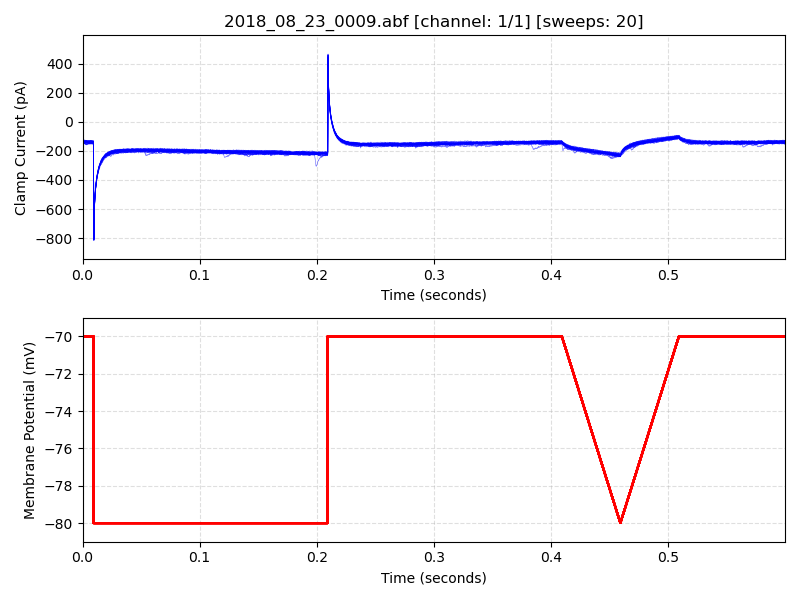 2018_08_23_0009.abf [channel: 1/1] [sweeps: 20]
Clamp Current (pA)
400
200
0
−200
−400
−600
−800
0.0 0.1 0.2 0.3 0.4 0.5
Time (seconds)
Membrane Potential (mV)
−70
−72
−74
−76
−78
−80
0.0 0.1 0.2 0.3 0.4 0.5
Time (seconds)